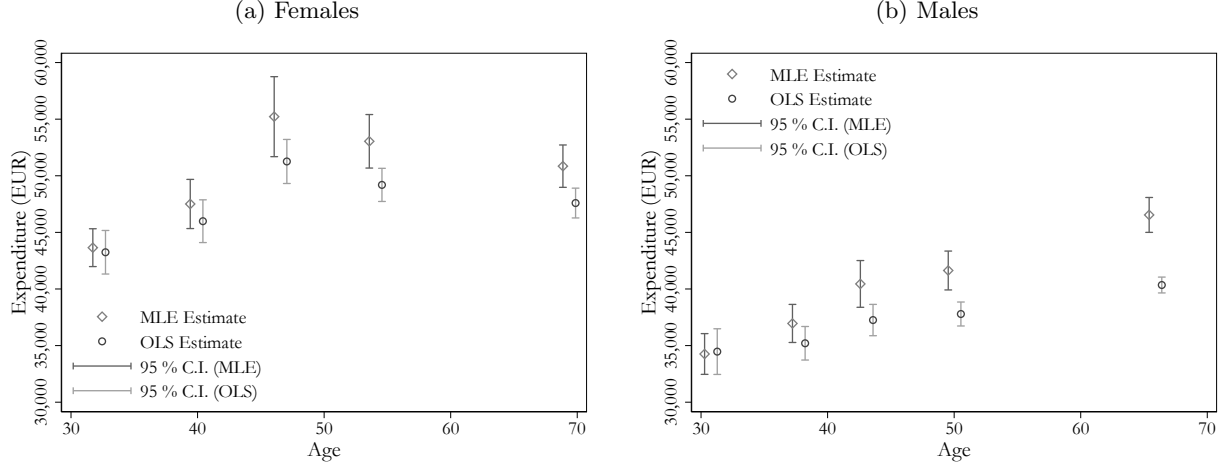 (a) Females
Expenditure (EUR)
60,000
55,000
50,000
45,000
40,000
35,000
30,000
MLE Estimate
OLS Estimate
95 % C.I. (MLE)
95 % C.I. (OLS)
30 40 50 60 70
Age
(b) Males
Expenditure (EUR)
60,000
55,000
50,000
45,000
40,000
35,000
30,000
MLE Estimate
OLS Estimate
95 % C.I. (MLE)
95 % C.I. (OLS)
30 40 50 60 70
Age